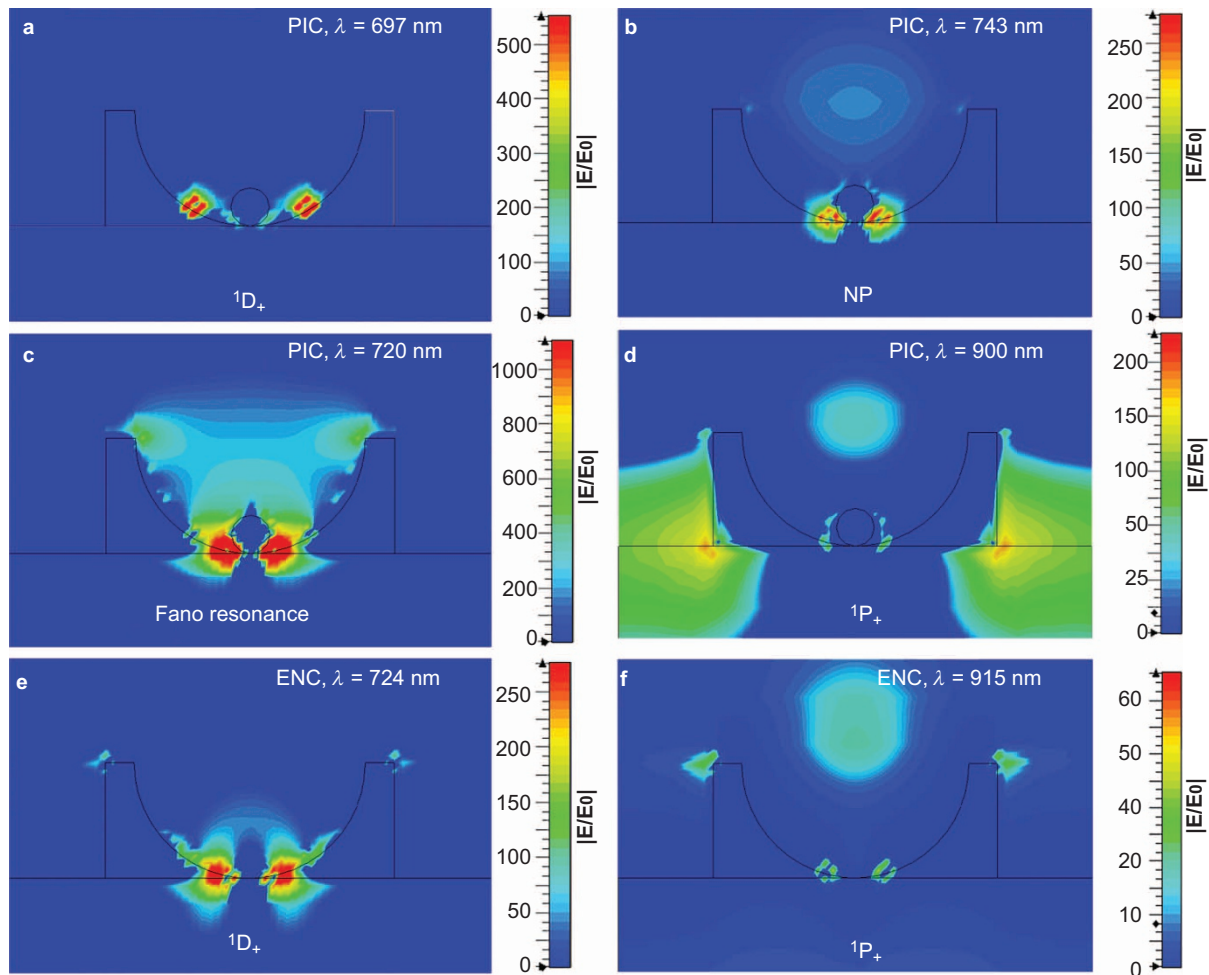 a PIC, λ = 697 nm
500
400
300
200
100
0
|E/E0|
¹D₊
b PIC, λ = 743 nm
250
200
150
100
50
0
|E/E0|
NP
c PIC, λ = 720 nm
1000
800
600
400
200
0
|E/E0|
Fano resonance
d PIC, λ = 900 nm
200
150
100
50
25
0
|E/E0|
¹P₊
e ENC, λ = 724 nm
250
200
150
100
50
0
|E/E0|
¹D₊
f ENC, λ = 915 nm
60
50
40
20
10
0
|E/E0|
¹P₊